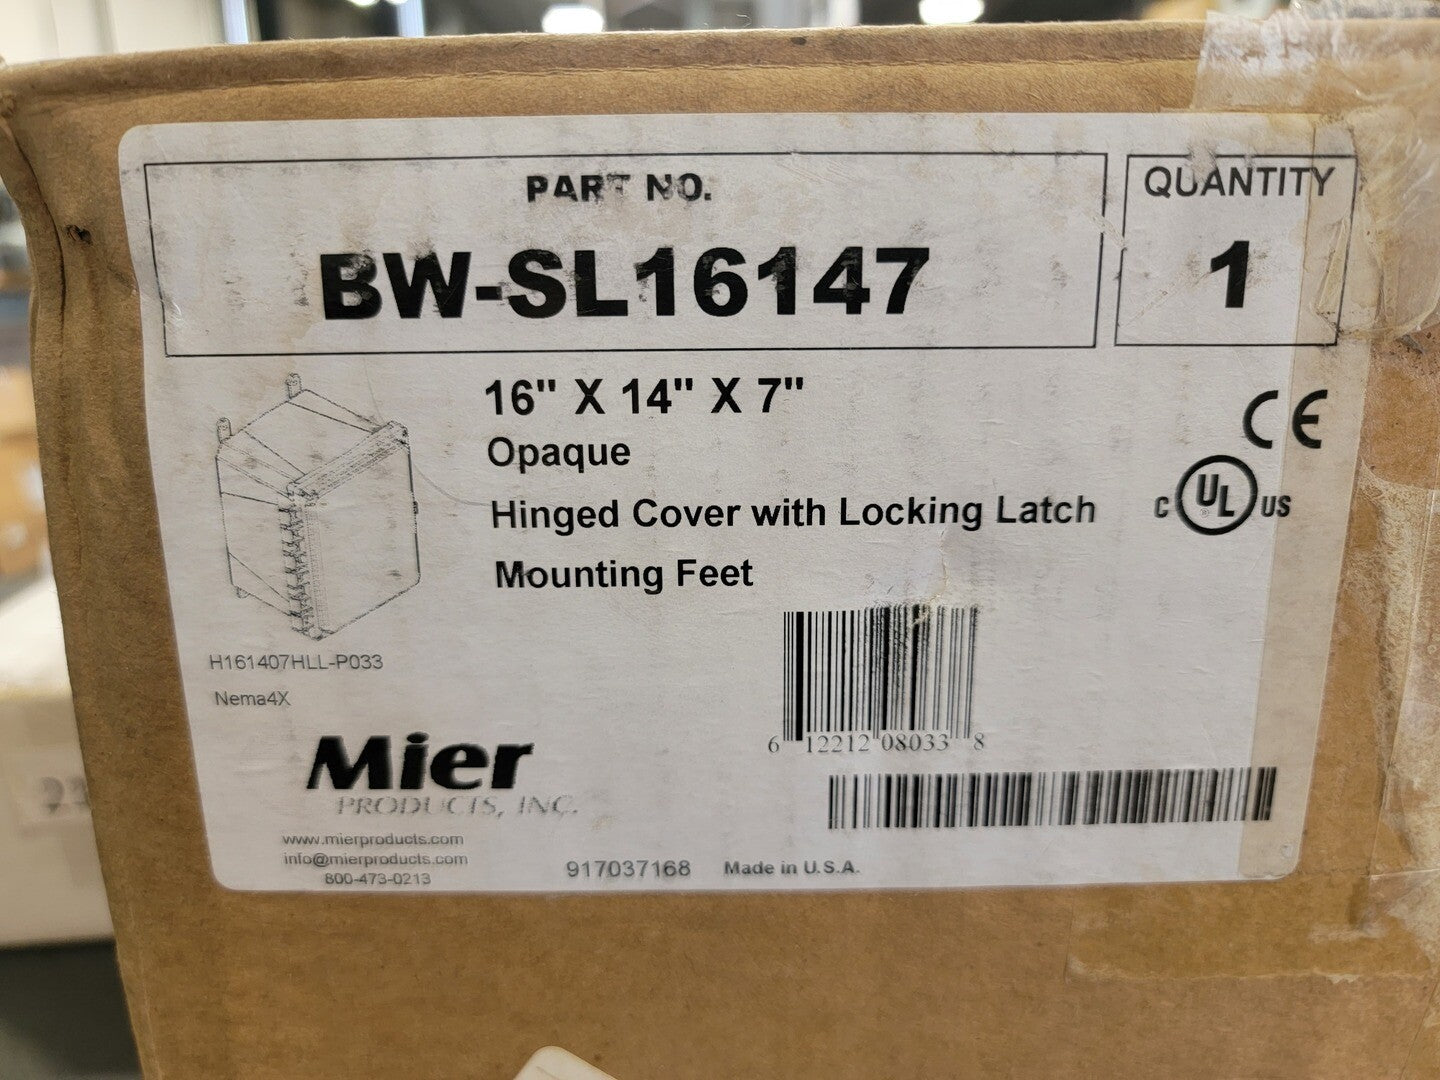 PART NO.
BW-SL16147
QUANTITY
1
16" X 14" X 7"
Opaque
Hinged Cover with Locking Latch
Mounting Feet
CE
C UL ® US
H161407HLL-P033
Nema4X
6 12212 08033 8
Mier
PRODUCTS, INC.
www.mierproducts.com
info@mierproducts.com
800-473-0213
917037168 Made in U.S.A.